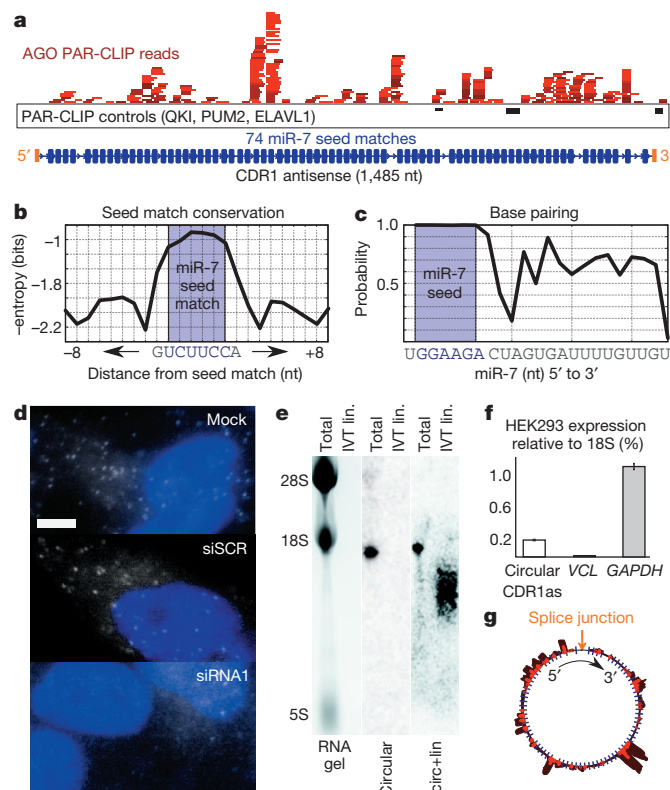 a
AGO PAR-CLIP reads
PAR-CLIP controls (QKI, PUM2, ELAVL1)
74 miR-7 seed matches
5′ 3′
CDR1 antisense (1,485 nt)
b
Seed match conservation
–entropy (bits)
–1
–1.8
–2.2
miR-7
seed
match
–8 GUCUUCCA +8
Distance from seed match (nt)
c
Base pairing
Probability
1.0
0.5
miR-7
seed
UGGAAGACUAGUGAUUUUGUUGU
miR-7 (nt) 5′ to 3′
d
Mock
siSCR
siRNA1
e
Total
IVT lin.
Total
IVT lin.
Total
IVT lin.
28S
18S
5S
RNA
gel
Circular
circ+lin
f
HEK293 expression
relative to 18S (%)
1.0
0.6
0.2
Circular VCL GAPDH
CDR1as
g
Splice junction
5′ 3′